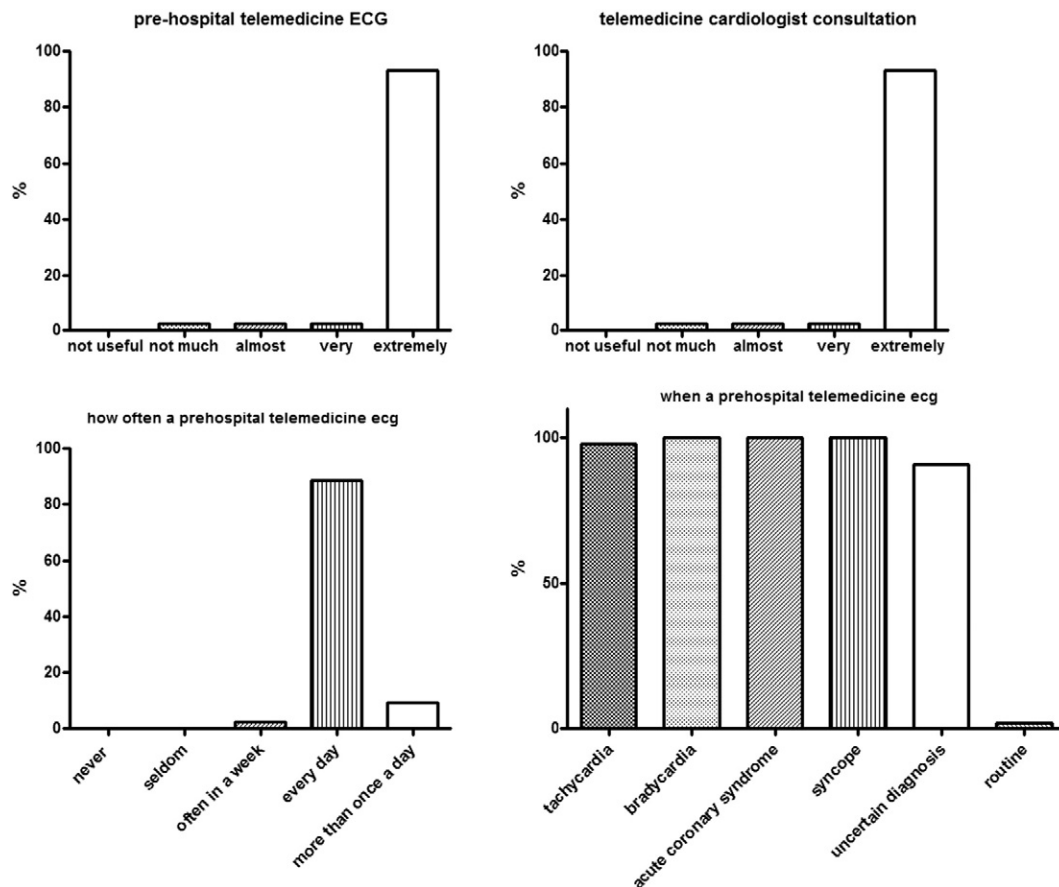 pre-hospital telemedicine ECG
%
100
80
60
40
20
0
not useful not much almost very extremely
telemedicine cardiologist consultation
%
100
80
60
40
20
0
not useful not much almost very extremely
how often a prehospital telemedicine ecg
%
100
80
60
40
20
0
never
seldom
often in a week
every day
more than once a day
when a prehospital telemedicine ecg
%
100
50
0
tachycardia
bradycardia
acute coronary syndrome
syncope
uncertain diagnosis
routine